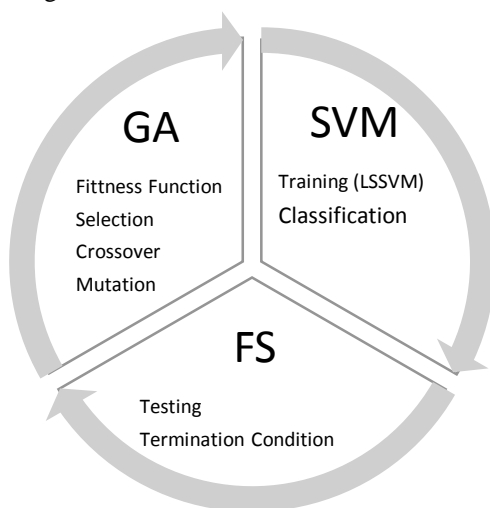 GA
Fittness Function
Selection
Crossover
Mutation
SVM
Training (LSSVM)
Classification
FS
Testing
Termination Condition